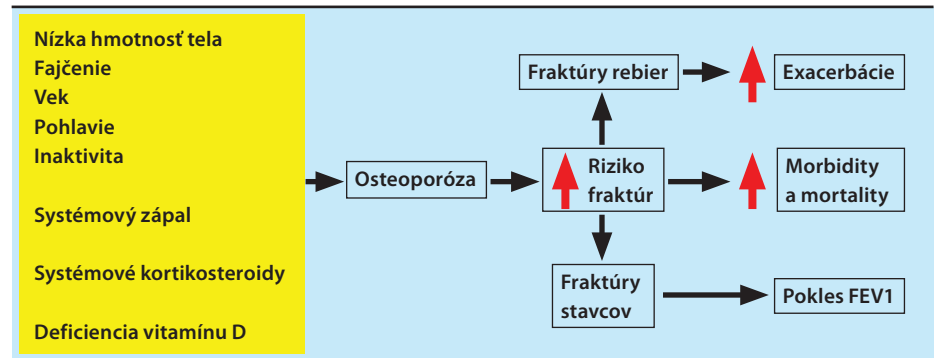 Nízka hmotnosť tela
Fajčenie
Vek
Pohlavie
Inaktivita
Systémový zápal
Systémové kortikosteroidy
Deficiencia vitamínu D
Osteoporóza
Fraktúry rebier
Exacerbácie
Riziko
fraktúr
Morbidity
a mortality
Fraktúry
stavcov
Pokles FEV1